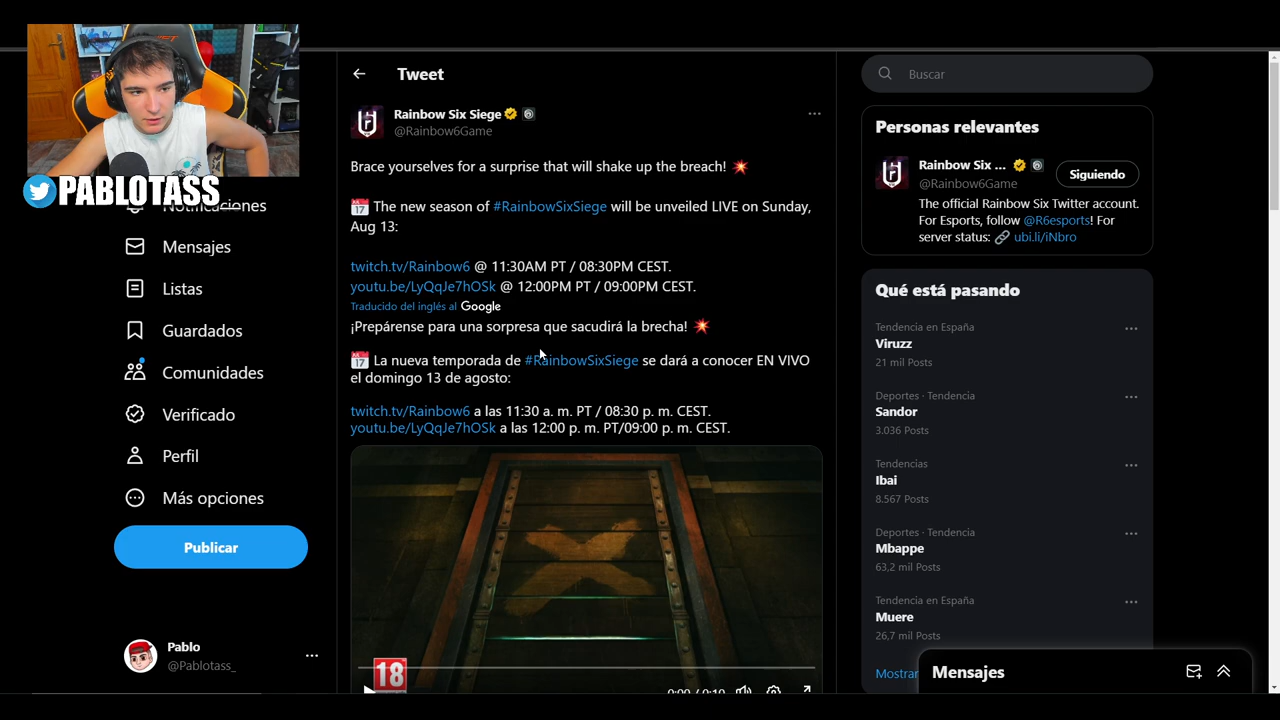 PABLOTASS
Notificaciones
Mensajes
Listas
Guardados
Comunidades
Verificado
Perfil
Más opciones
Publicar
Pablo
@Pablotass_
Tweet
Rainbow Six Siege
@Rainbow6Game
Brace yourselves for a surprise that will shake up the breach! 💥
📅 The new season of #RainbowSixSiege will be unveiled LIVE on Sunday,
Aug 13:
twitch.tv/Rainbow6 @ 11:30AM PT / 08:30PM CEST.
youtu.be/LyQqJe7hOSk @ 12:00PM PT / 09:00PM CEST.
Traducido del inglés al Google
¡Prepárense para una sorpresa que sacudirá la brecha! 💥
📅 La nueva temporada de #RainbowSixSiege se dará a conocer EN VIVO
el domingo 13 de agosto:
twitch.tv/Rainbow6 a las 11:30 a. m. PT / 08:30 p. m. CEST.
youtu.be/LyQqJe7hOSk a las 12:00 p. m. PT/09:00 p. m. CEST.
18
0:00 / 0:19
Buscar
Personas relevantes
Rainbow Six ...
@Rainbow6Game
Siguiendo
The official Rainbow Six Twitter account.
For Esports, follow @R6esports! For
server status: 🔗 ubi.li/iNbro
Qué está pasando
Tendencia en España
Viruzz
21 mil Posts
Deportes · Tendencia
Sandor
3.036 Posts
Tendencias
Ibai
8.567 Posts
Deportes · Tendencia
Mbappe
63,2 mil Posts
Tendencia en España
Muere
26,7 mil Posts
Mostrar
Mensajes